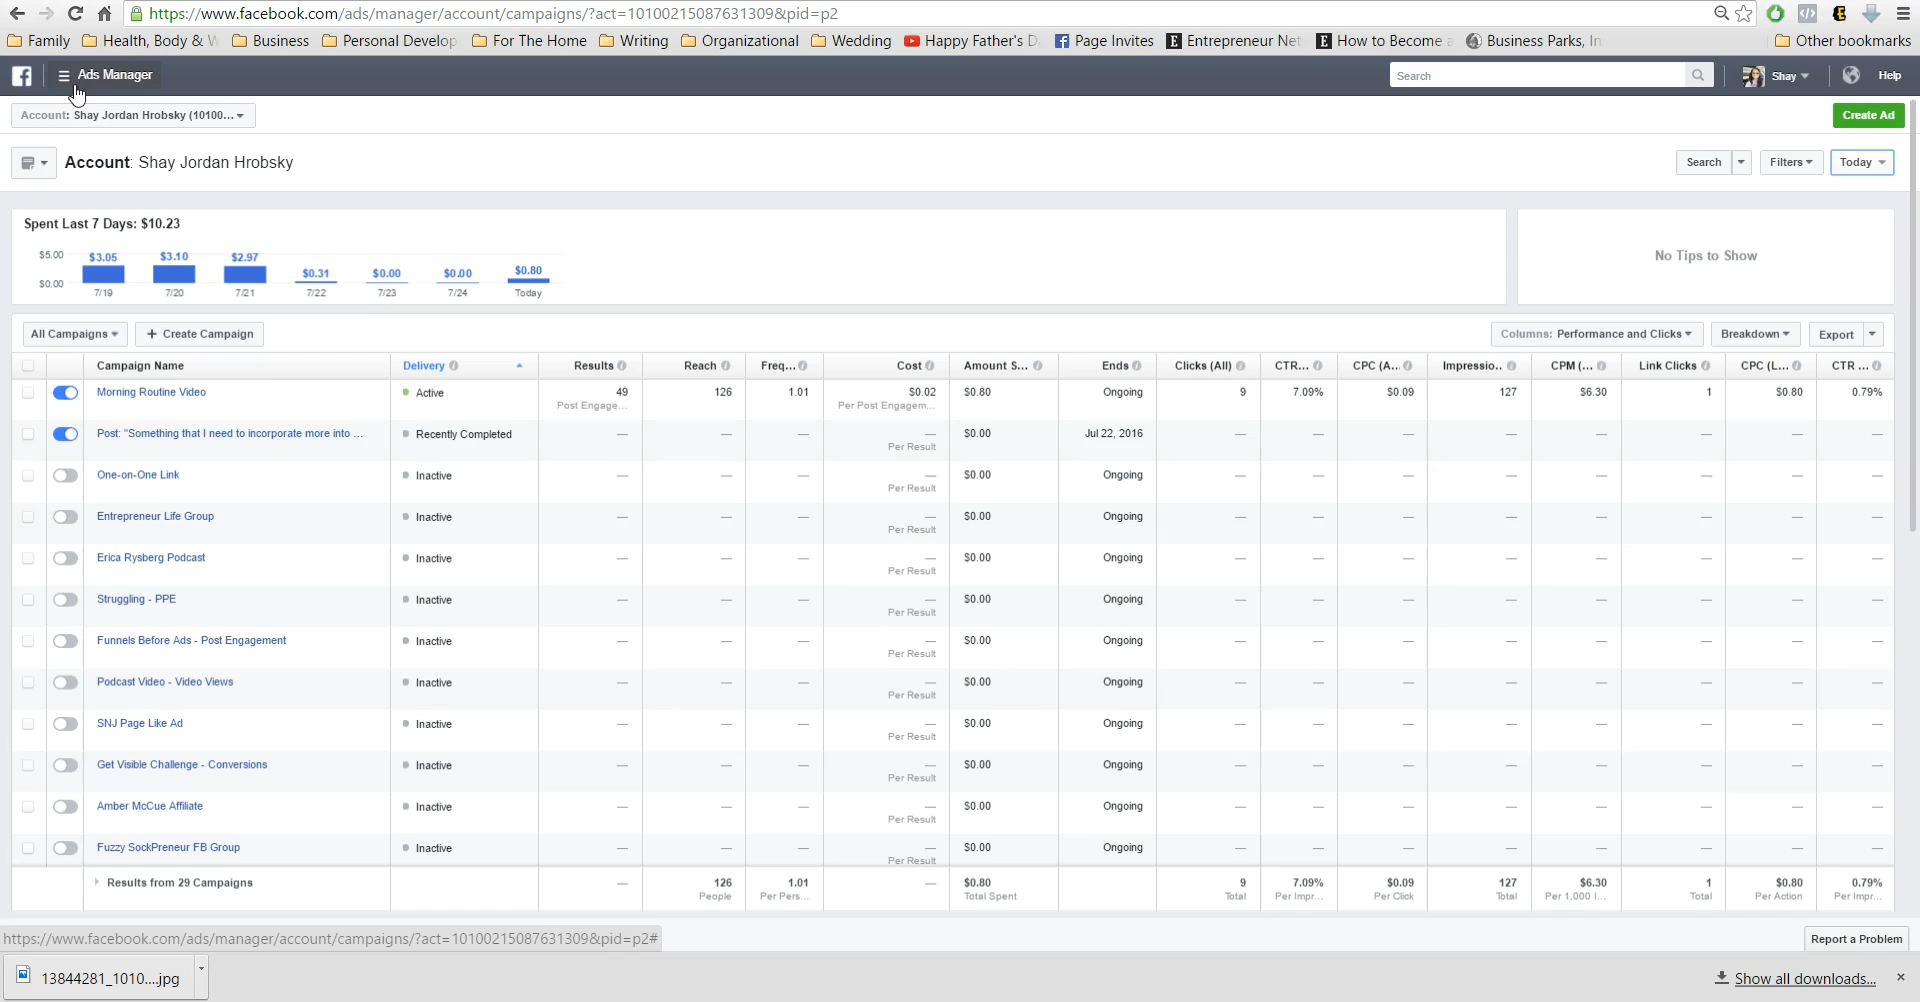 https://www.facebook.com/ads/manager/account/campaigns/?act=10100215087631309&pid=p2
Family Health, Body & W Business Personal Develop For The Home Writing Organizational Wedding Happy Father's D Page Invites Entrepreneur Net How to Become a Business Parks, In Other bookmarks
Ads Manager Search Shay Help
Account: Shay Jordan Hrobsky (10100... Create Ad
Account: Shay Jordan Hrobsky Search Filters Today
Spent Last 7 Days: $10.23
$5.00 $3.05 $3.10 $2.97 $0.31 $0.00 $0.00 $0.80
$0.00
7/19 7/20 7/21 7/22 7/23 7/24 Today
No Tips to Show
All Campaigns + Create Campaign Columns: Performance and Clicks Breakdown Export
Campaign Name Delivery Results Reach Freq... Cost Amount S... Ends Clicks (All) CTR... CPC (A... Impressio.. CPM (... Link Clicks CPC (L... CTR ...
Morning Routine Video Active 49 126 1.01 $0.02 $0.80 Ongoing 9 7.09% $0.09 127 $6.30 1 $0.80 0.79%
Post Engage... Per Post Engagem...
Post: "Something that I need to incorporate more into ... Recently Completed — — — — $0.00 Jul 22, 2016 — — — — — — — —
Per Result
One-on-One Link Inactive — — — — $0.00 Ongoing — — — — — — — —
Per Result
Entrepreneur Life Group Inactive — — — — $0.00 Ongoing — — — — — — — —
Per Result
Erica Rysberg Podcast Inactive — — — — $0.00 Ongoing — — — — — — — —
Per Result
Struggling - PPE Inactive — — — — $0.00 Ongoing — — — — — — — —
Per Result
Funnels Before Ads - Post Engagement Inactive — — — — $0.00 Ongoing — — — — — — — —
Per Result
Podcast Video - Video Views Inactive — — — — $0.00 Ongoing — — — — — — — —
Per Result
SNJ Page Like Ad Inactive — — — — $0.00 Ongoing — — — — — — — —
Per Result
Get Visible Challenge - Conversions Inactive — — — — $0.00 Ongoing — — — — — — — —
Per Result
Amber McCue Affiliate Inactive — — — — $0.00 Ongoing — — — — — — — —
Per Result
Fuzzy SockPreneur FB Group Inactive — — — — $0.00 Ongoing — — — — — — — —
Per Result
Results from 29 Campaigns — 126 1.01 — $0.80 9 7.09% $0.09 127 $6.30 1 $0.80 0.79%
People Per Pers... Total Spent Total Per Impr... Per Click Total Per 1,000 I... Total Per Action Per Impr...
https://www.facebook.com/ads/manager/account/campaigns/?act=10100215087631309&pid=p2#
Report a Problem
13844281_1010....jpg Show all downloads...